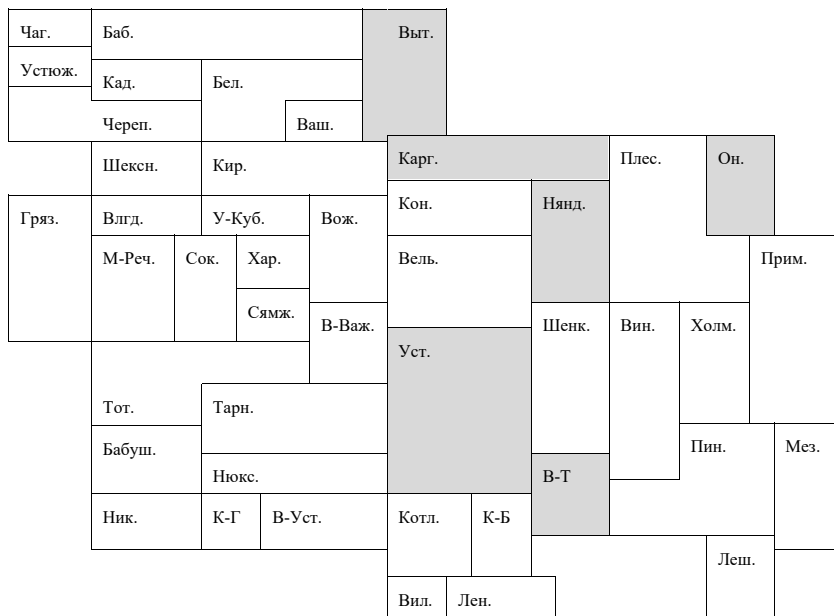 Чаг. Баб. Выт.
Устюж. Кад. Бел.
Череп. Ваш.
Шексн. Кир. Карг. Плес. Он.
Гряз. Влгд. У-Куб. Вож. Кон. Нянд.
М-Реч. Сок. Хар. Вель. Прим.
Сямж. В-Важ. Шенк. Вин. Холм.
Уст.
Тот. Тарн.
Бабуш. Пин. Мез.
Нюкс. В-Т
Ник. К-Г В-Уст. Котл. К-Б
Леш.
Вил. Лен.